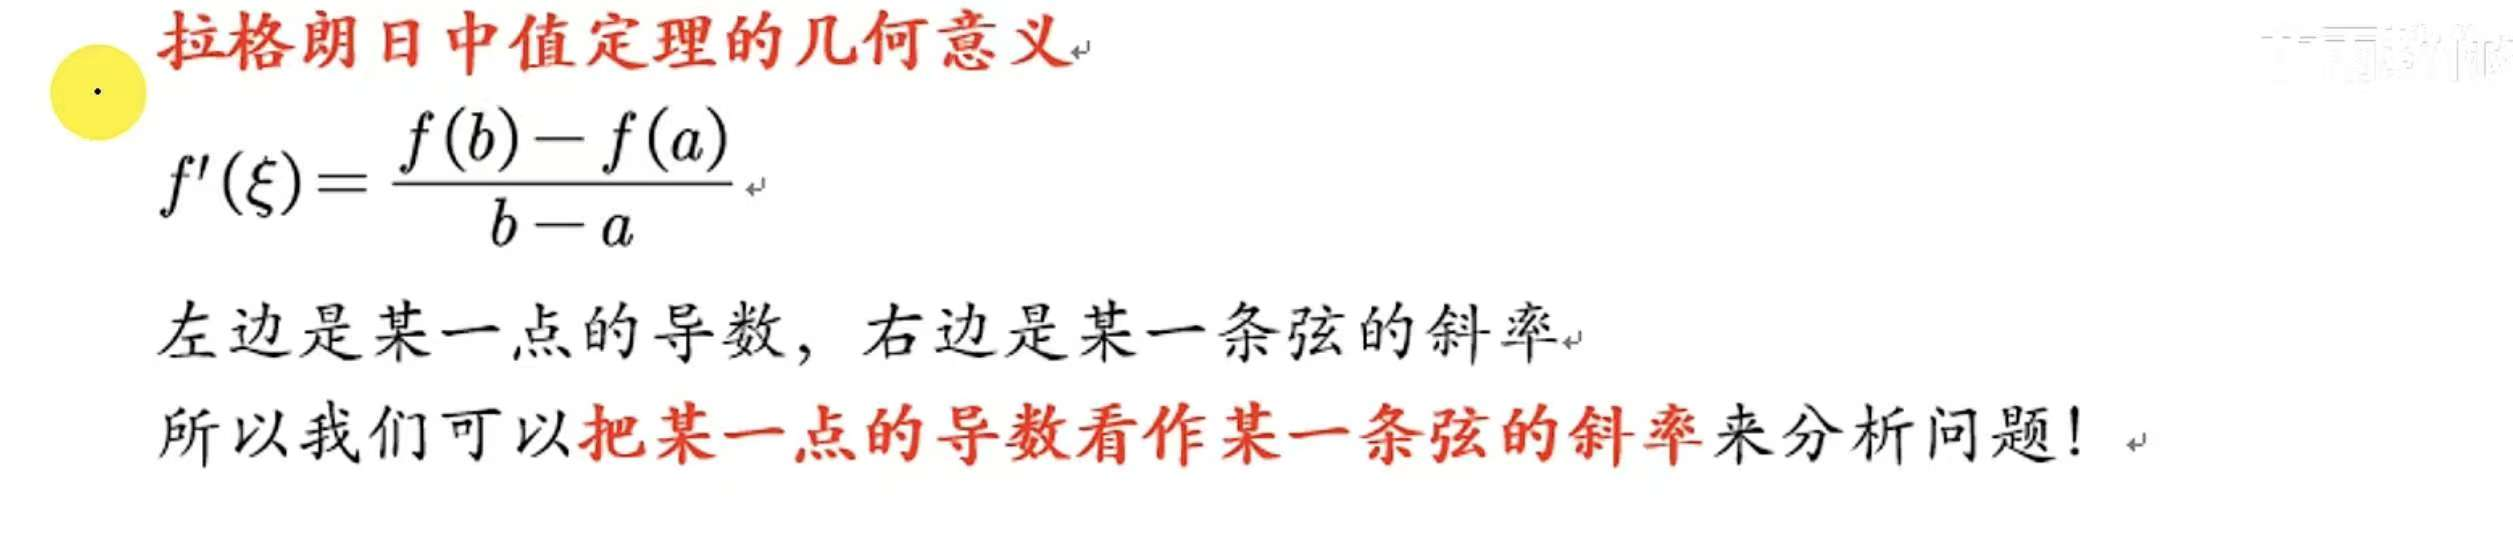 拉格朗日中值定理的几何意义
f′(ξ) = \frac{f(b) − f(a)}{b − a}
左边是某一点的导数，右边是某一条弦的斜率
所以我们可以把某一点的导数看作某一条弦的斜率来分析问题！